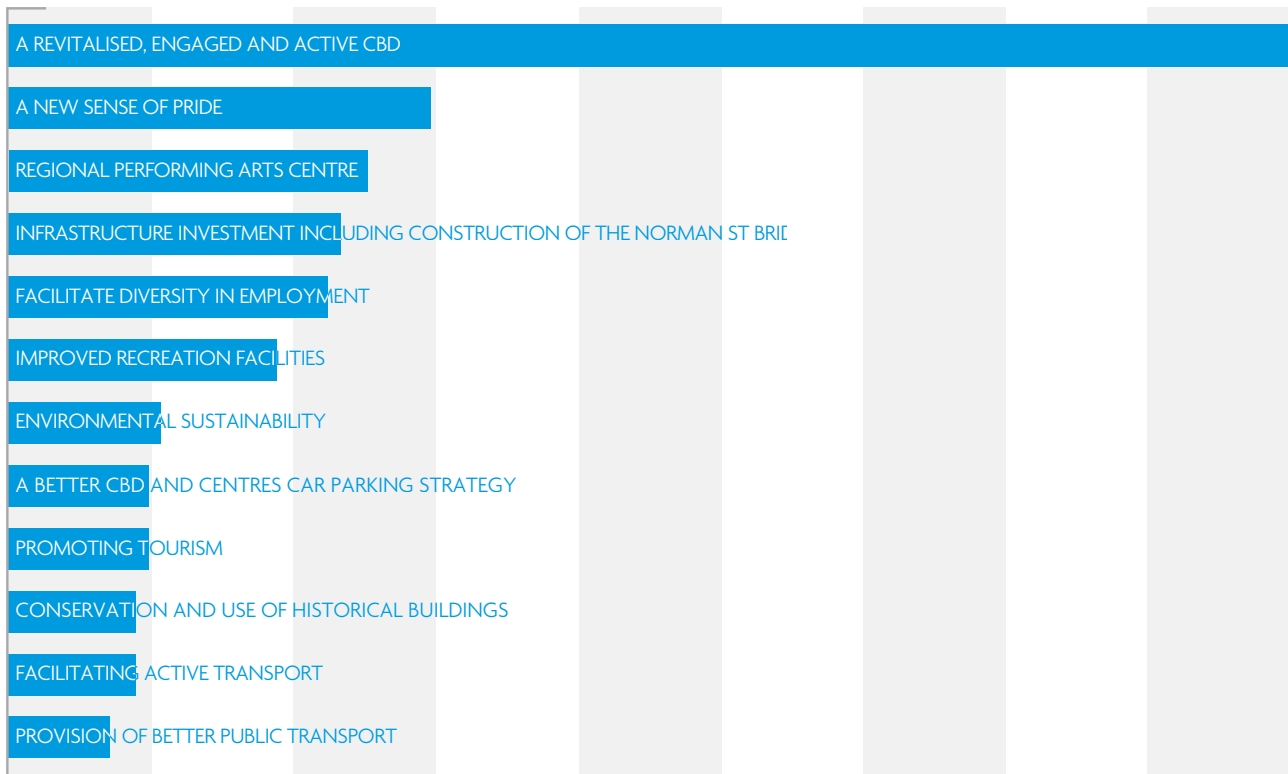 A REVITALISED, ENGAGED AND ACTIVE CBD
A NEW SENSE OF PRIDE
REGIONAL PERFORMING ARTS CENTRE
INFRASTRUCTURE INVESTMENT INCLUDING CONSTRUCTION OF THE NORMAN ST
FACILITATE DIVERSITY IN EMPLOYMENT
IMPROVED RECREATION FACILITIES
ENVIRONMENTAL SUSTAINABILITY
A BETTER CBD AND CENTRES CAR PARKING STRATEGY
PROMOTING TOURISM
CONSERVATION AND USE OF HISTORICAL BUILDINGS
FACILITATING ACTIVE TRANSPORT
PROVISION OF BETTER PUBLIC TRANSPORT